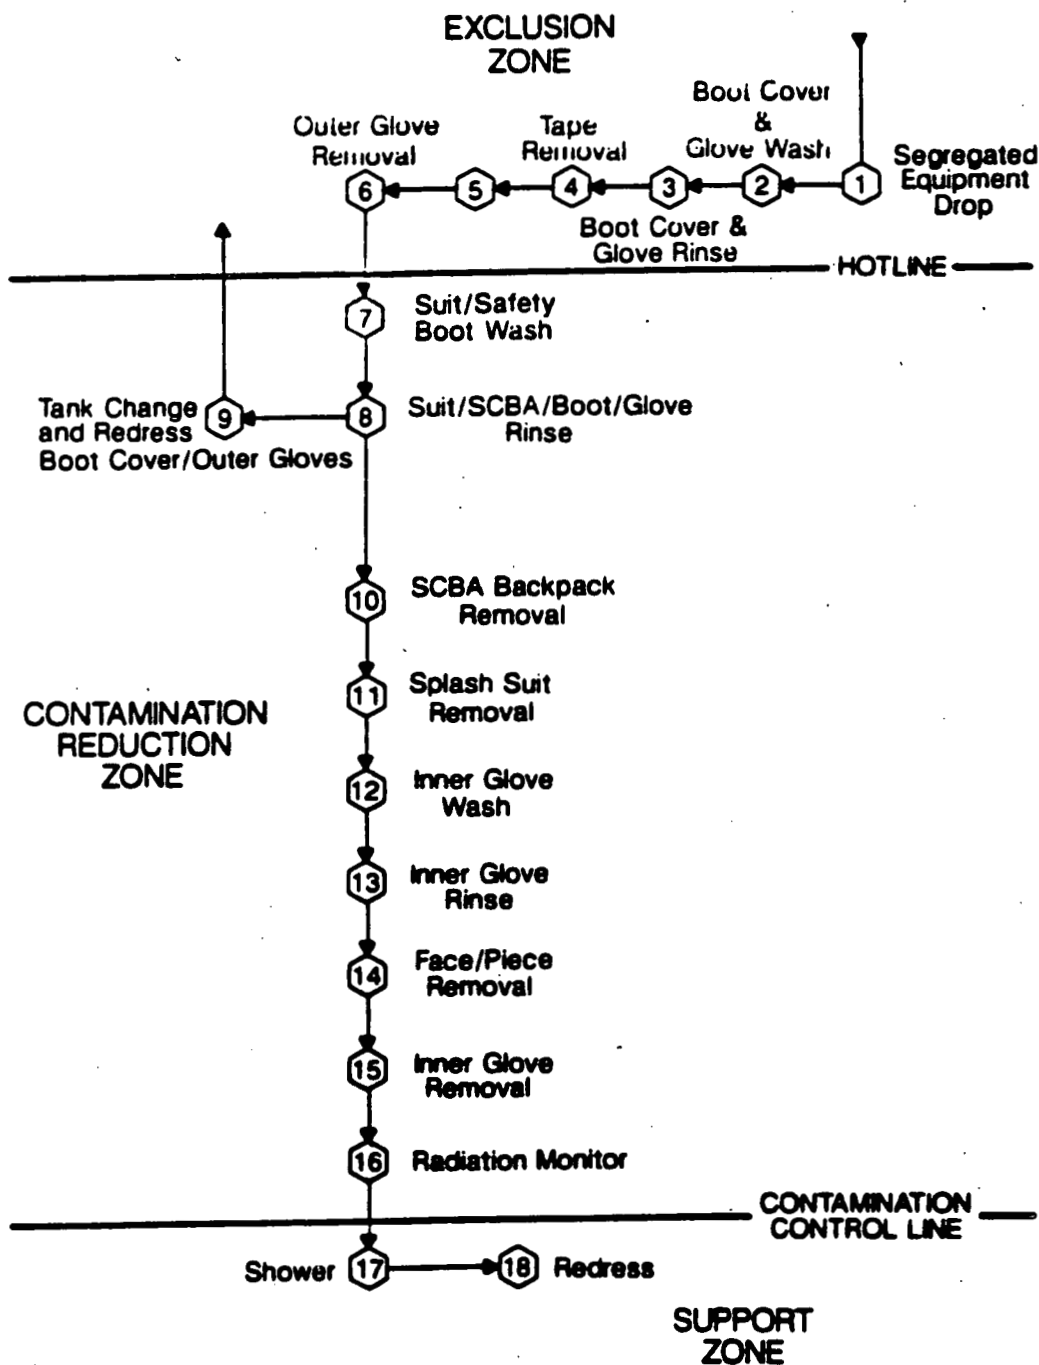 EXCLUSION
ZONE
Boot Cover
&
Glove Wash
Outer Glove
Removal
Tape
Removal
Segregated
Equipment
Drop
6
5
4
3
2
1
Boot Cover &
Glove Rinse
HOTLINE
7
Suit/Safety
Boot Wash
Tank Change
and Redress
Boot Cover/Outer Gloves
9
8
Suit/SCBA/Boot/Glove
Rinse
10
SCBA Backpack
Removal
11
Splash Suit
Removal
CONTAMINATION
REDUCTION
ZONE
12
Inner Glove
Wash
13
Inner Glove
Rinse
14
Face/Piece
Removal
15
Inner Glove
Removal
16
Radiation Monitor
CONTAMINATION
CONTROL LINE
Shower
17
18
Redress
SUPPORT
ZONE